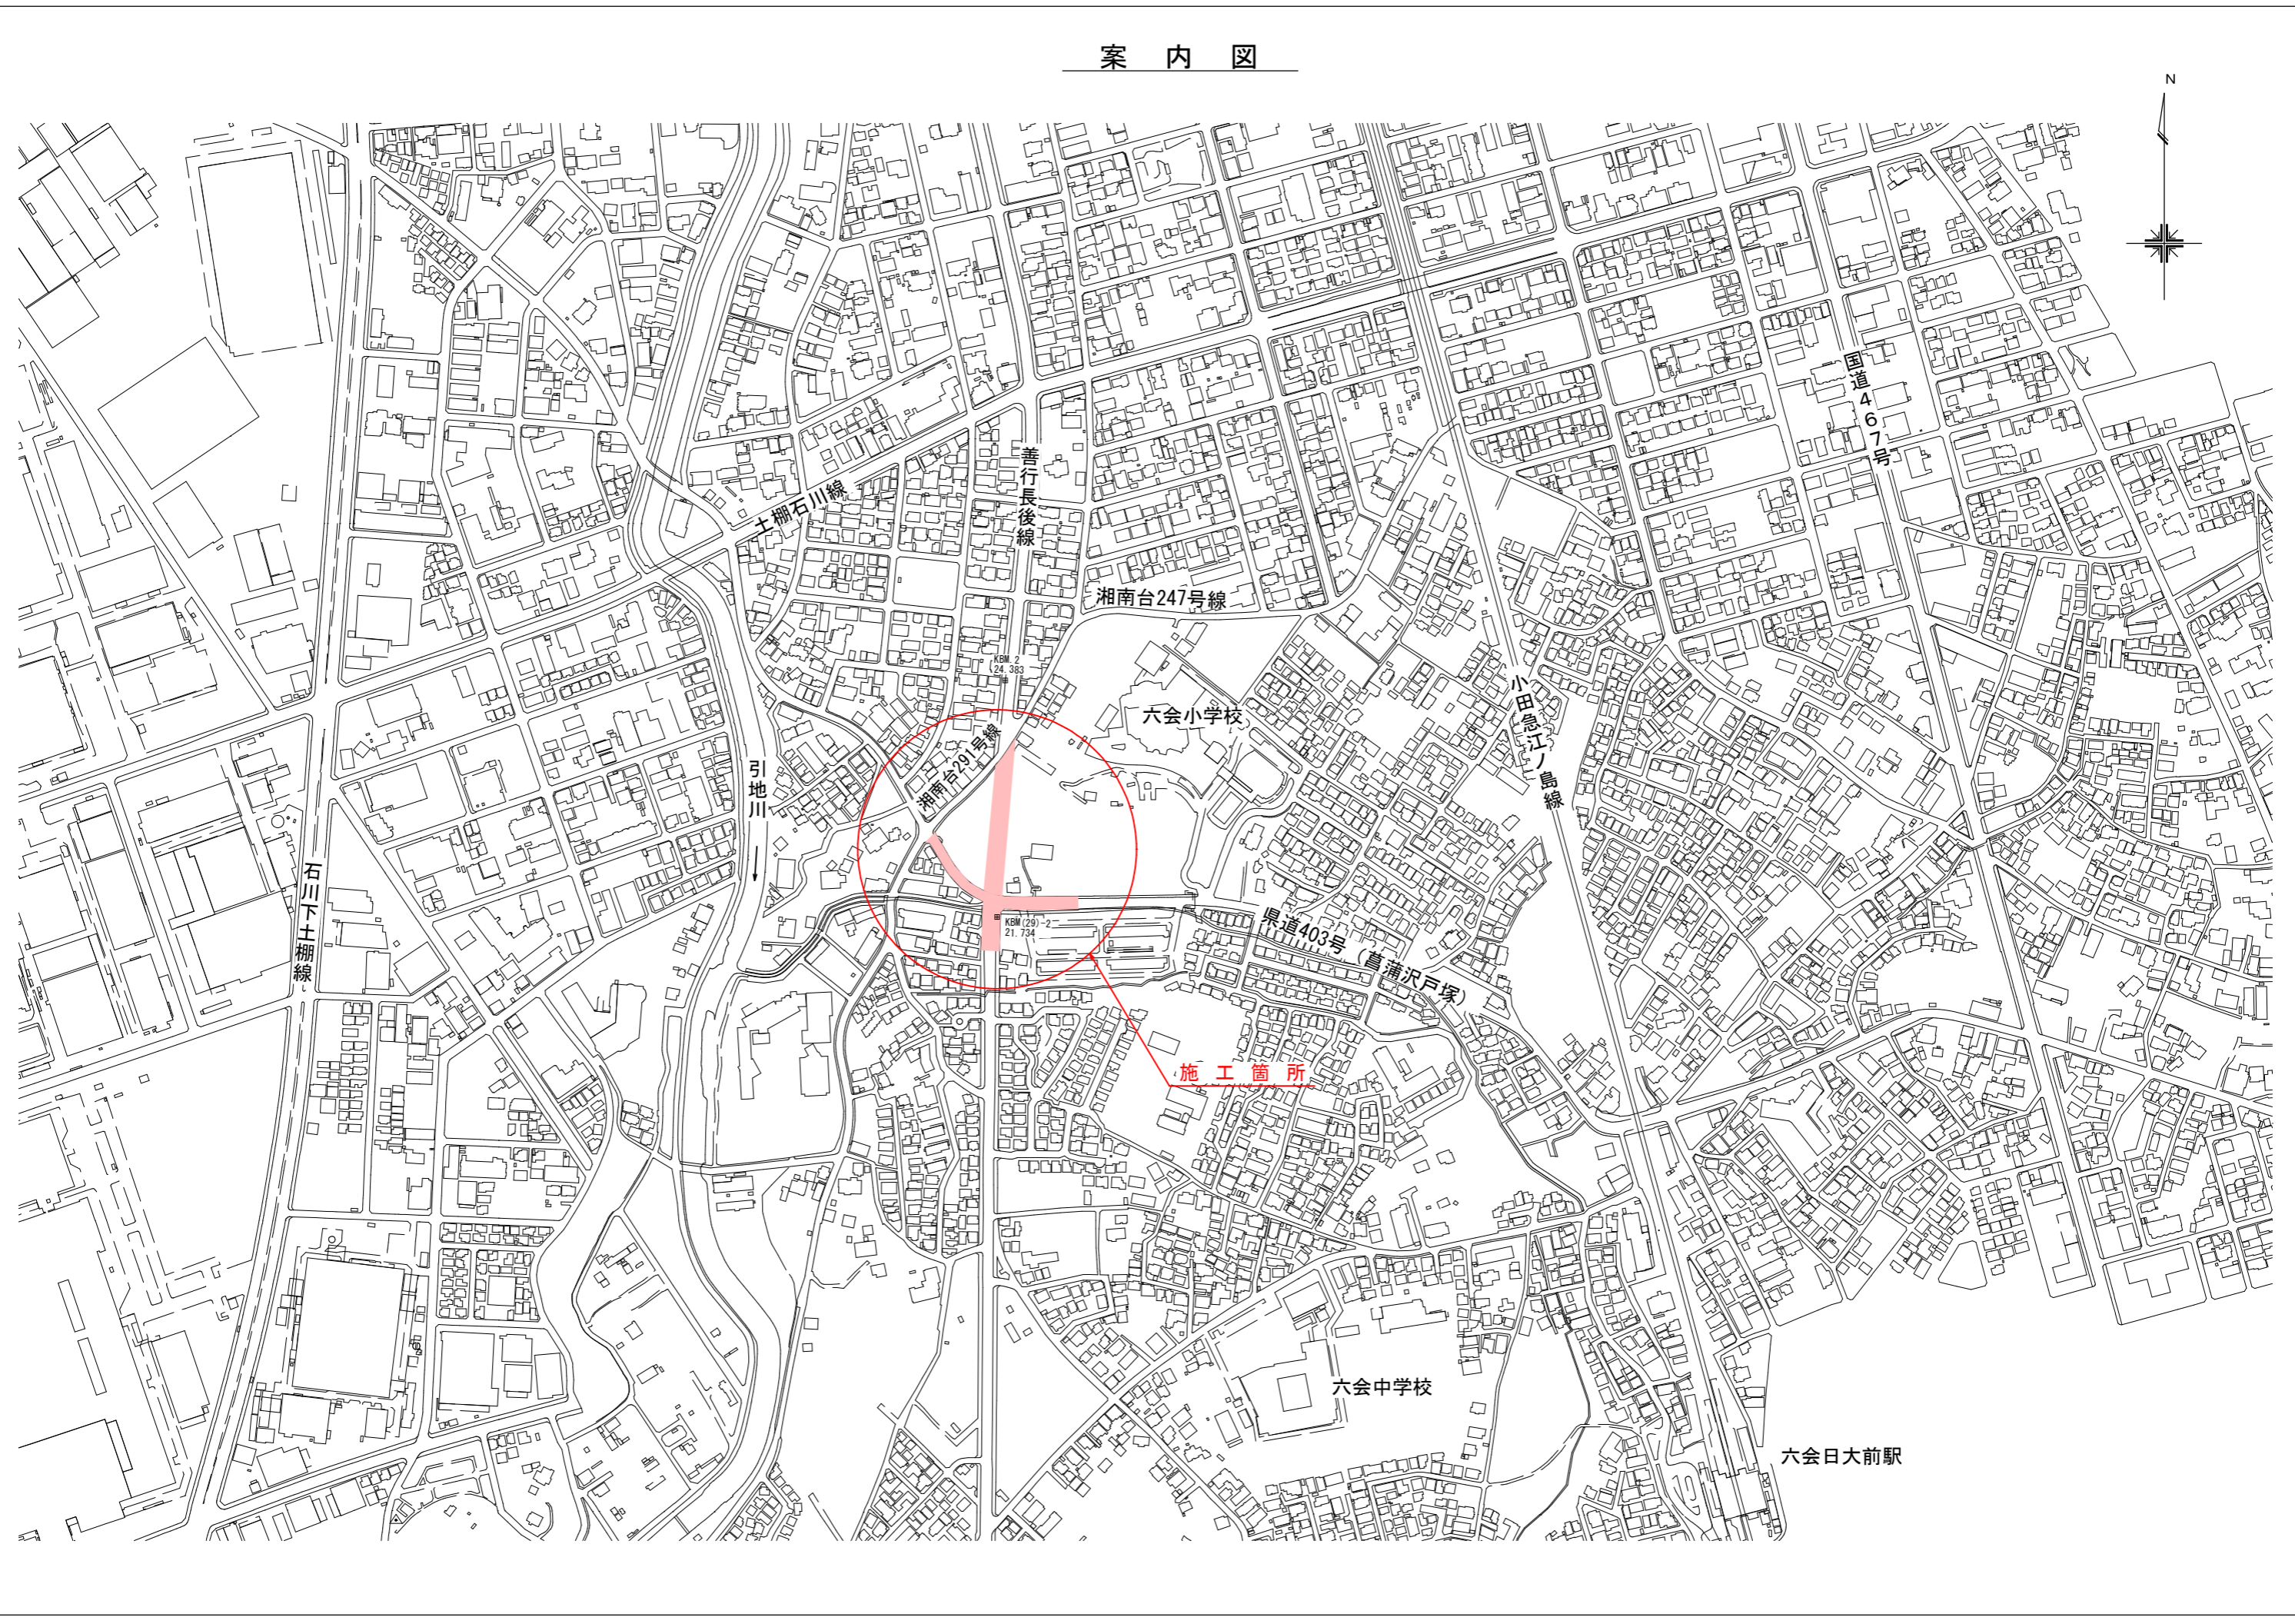 案 内 図
N
国道467号
善行長後線
土棚石川線
湘南台247号線
KBM.2
24.383
小田急江ノ島線
六会小学校
湘南台291号線
引地川
石川下土棚線
KBM(29)-2
21.734
県道403号（菖蒲沢戸塚）
施 工 箇 所
六会中学校
六会日大前駅